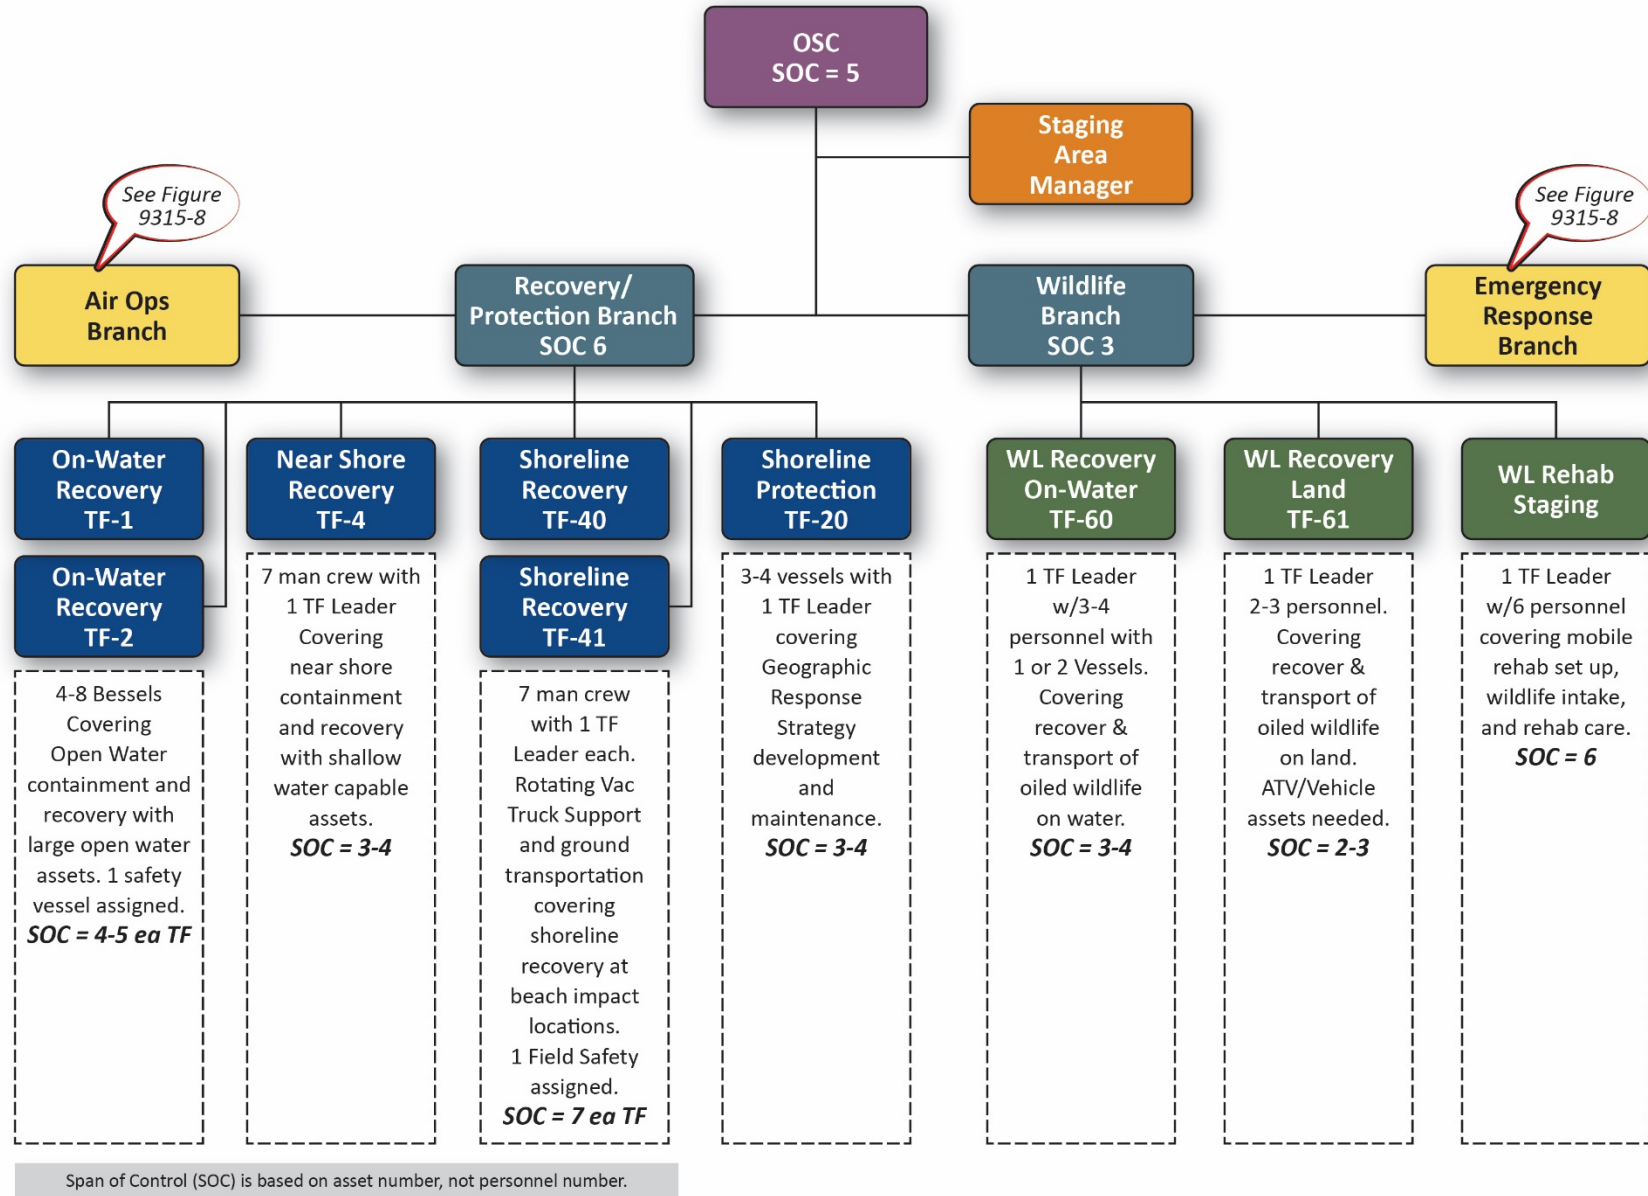 OSC
SOC = 5
Staging
Area
Manager
See Figure
9315-8
See Figure
9315-8
Air Ops
Branch
Recovery/
Protection Branch
SOC 6
Wildlife
Branch
SOC 3
Emergency
Response
Branch
On-Water
Recovery
TF-1
Near Shore
Recovery
TF-4
Shoreline
Recovery
TF-40
Shoreline
Protection
TF-20
WL Recovery
On-Water
TF-60
WL Recovery
Land
TF-61
WL Rehab
Staging
On-Water
Recovery
TF-2
4-8 Bessels
Covering
Open Water
containment and
recovery with
large open water
assets. 1 safety
vessel assigned.
SOC = 4-5 ea TF
7 man crew with
1 TF Leader
Covering
near shore
containment
and recovery
with shallow
water capable
assets.
SOC = 3-4
Shoreline
Recovery
TF-41
7 man crew
with 1 TF
Leader each.
Rotating Vac
Truck Support
and ground
transportation
covering
shoreline
recovery at
beach impact
locations.
1 Field Safety
assigned.
SOC = 7 ea TF
3-4 vessels with
1 TF Leader
covering
Geographic
Response
Strategy
development
and
maintenance.
SOC = 3-4
1 TF Leader
w/3-4
personnel with
1 or 2 Vessels.
Covering
recover &
transport of
oiled wildlife
on water.
SOC = 3-4
1 TF Leader
2-3 personnel.
Covering
recover &
transport of
oiled wildlife
on land.
ATV/Vehicle
assets needed.
SOC = 2-3
1 TF Leader
w/6 personnel
covering mobile
rehab set up,
wildlife intake,
and rehab care.
SOC = 6
Span of Control (SOC) is based on asset number, not personnel number.